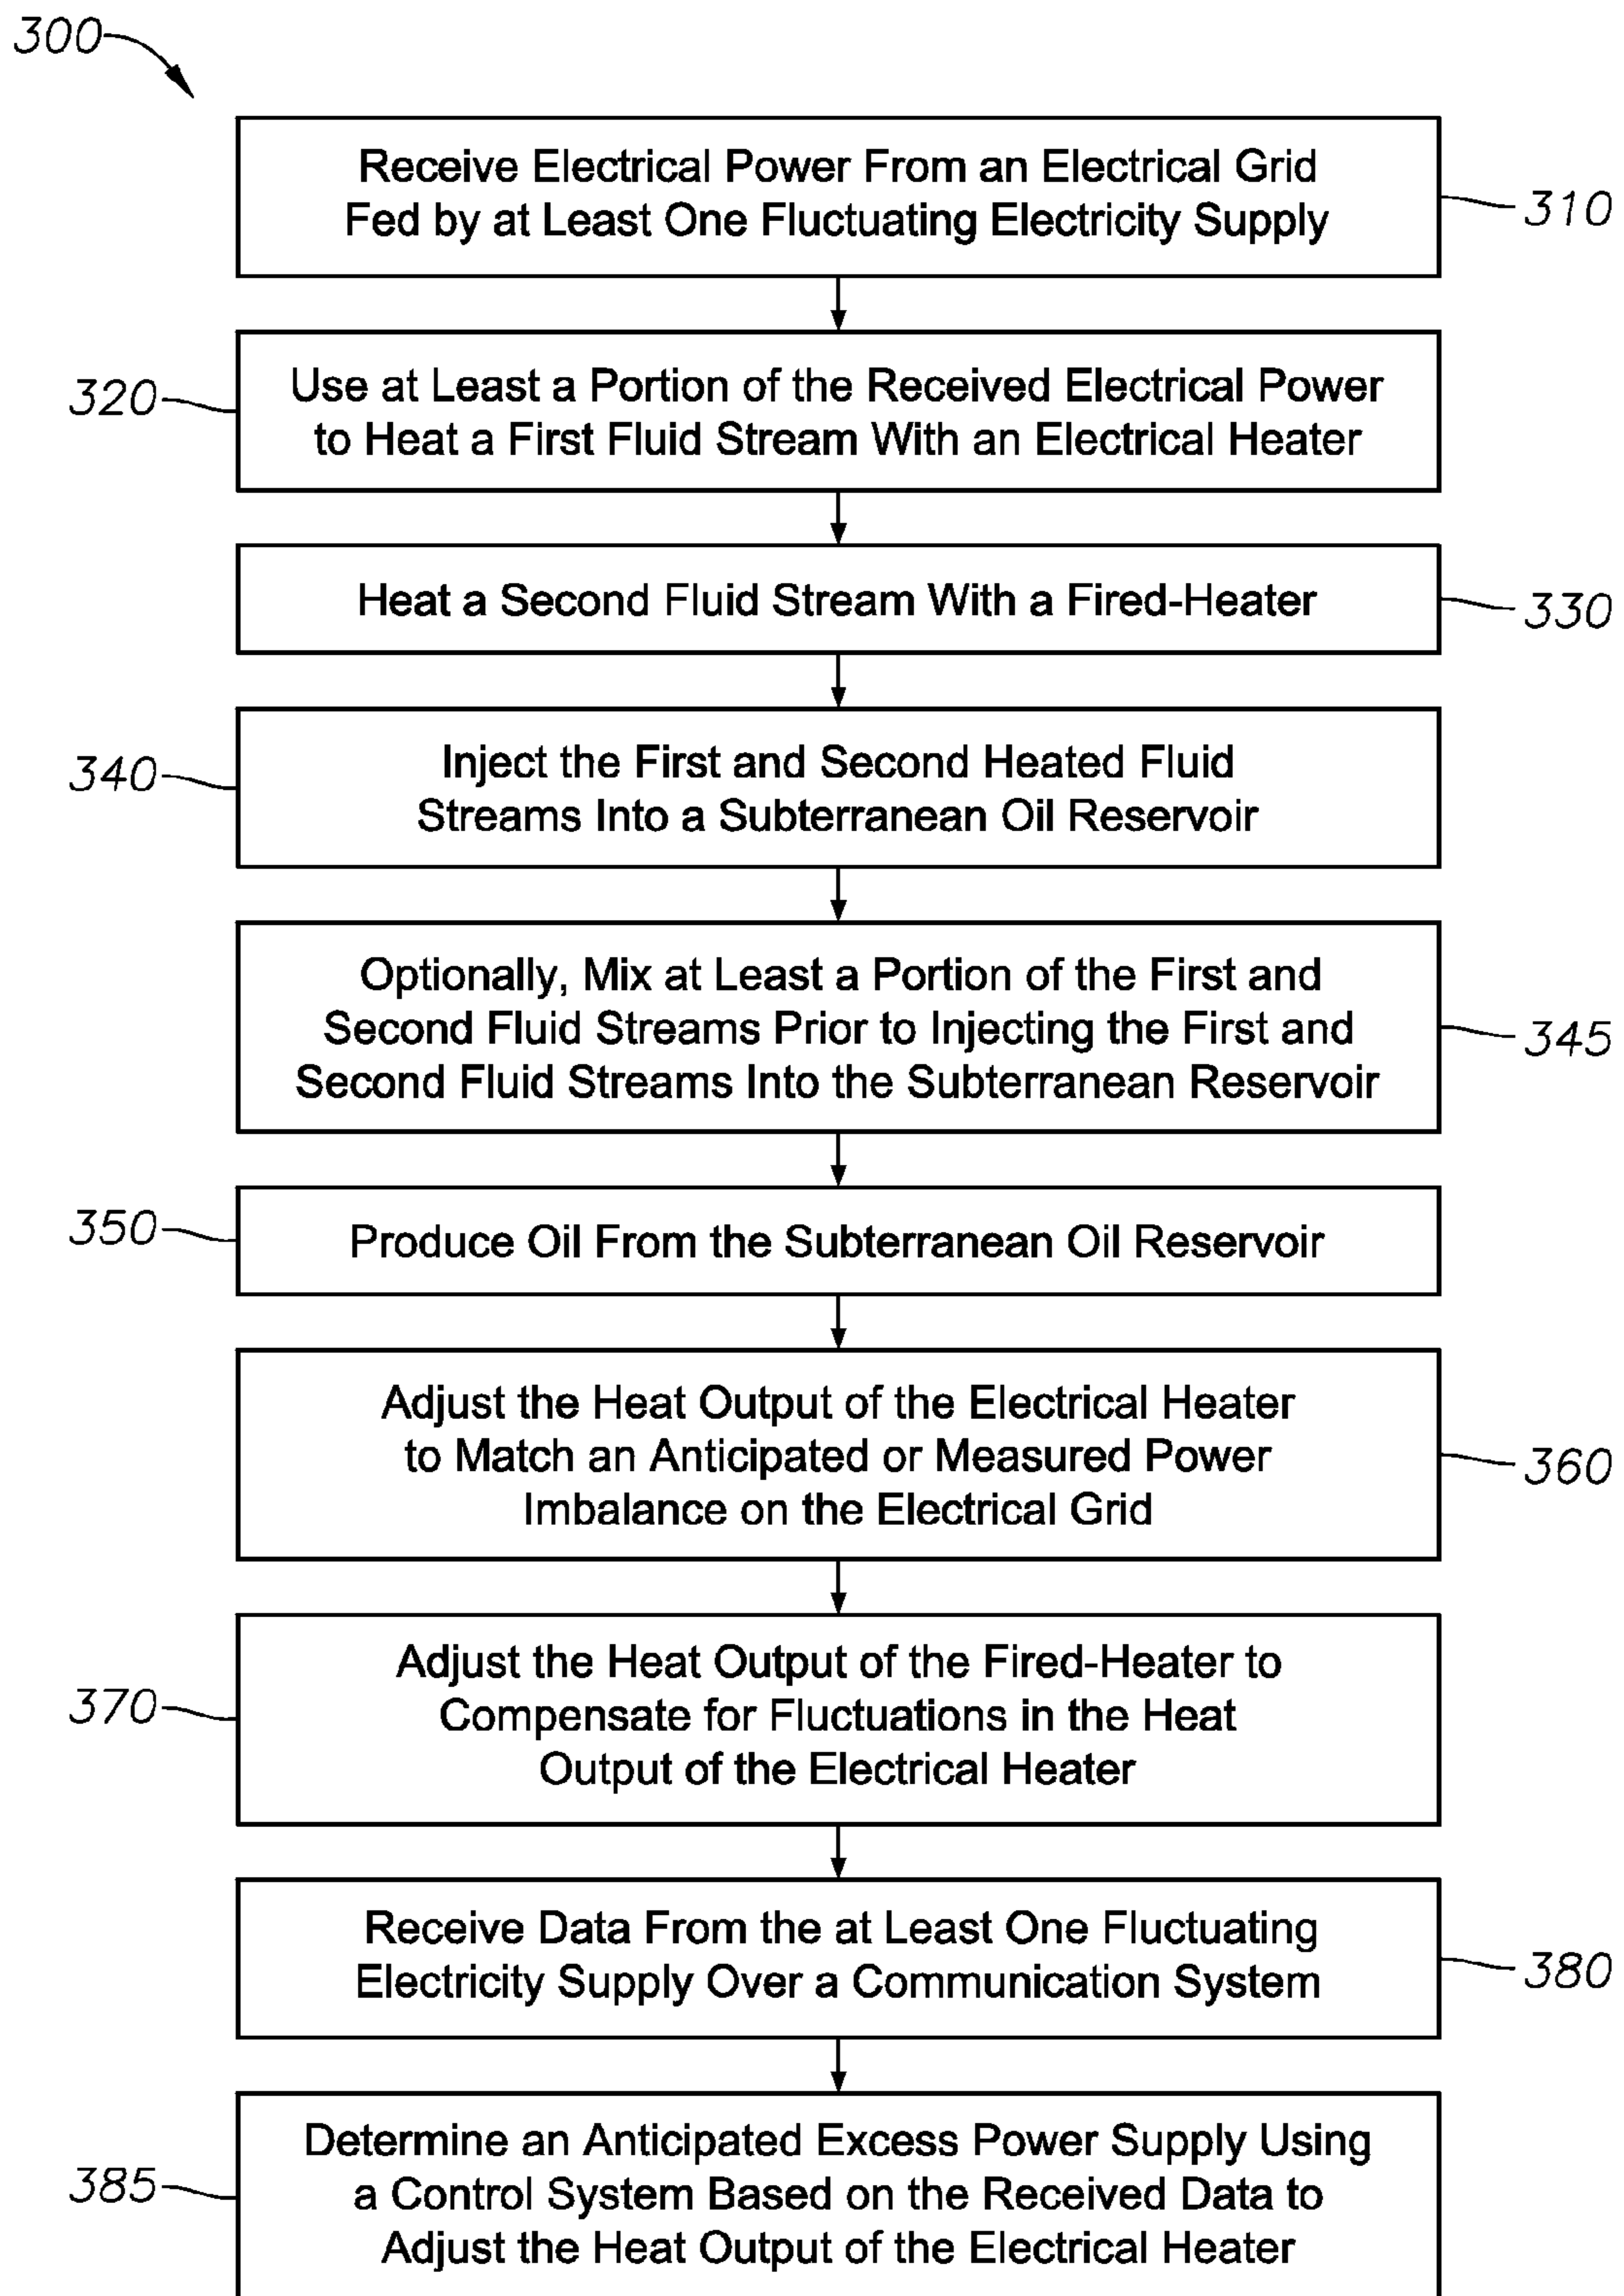 300
Receive Electrical Power From an Electrical Grid
Fed by at Least One Fluctuating Electricity Supply
310
320
Use at Least a Portion of the Received Electrical Power
to Heat a First Fluid Stream With an Electrical Heater
Heat a Second Fluid Stream With a Fired-Heater
330
340
Inject the First and Second Heated Fluid
Streams Into a Subterranean Oil Reservoir
Optionally, Mix at Least a Portion of the First and
Second Fluid Streams Prior to Injecting the First and
Second Fluid Streams Into the Subterranean Reservoir
345
350
Produce Oil From the Subterranean Oil Reservoir
Adjust the Heat Output of the Electrical Heater
to Match an Anticipated or Measured Power
Imbalance on the Electrical Grid
360
370
Adjust the Heat Output of the Fired-Heater to
Compensate for Fluctuations in the Heat
Output of the Electrical Heater
Receive Data From the at Least One Fluctuating
Electricity Supply Over a Communication System
380
385
Determine an Anticipated Excess Power Supply Using
a Control System Based on the Received Data to
Adjust the Heat Output of the Electrical Heater